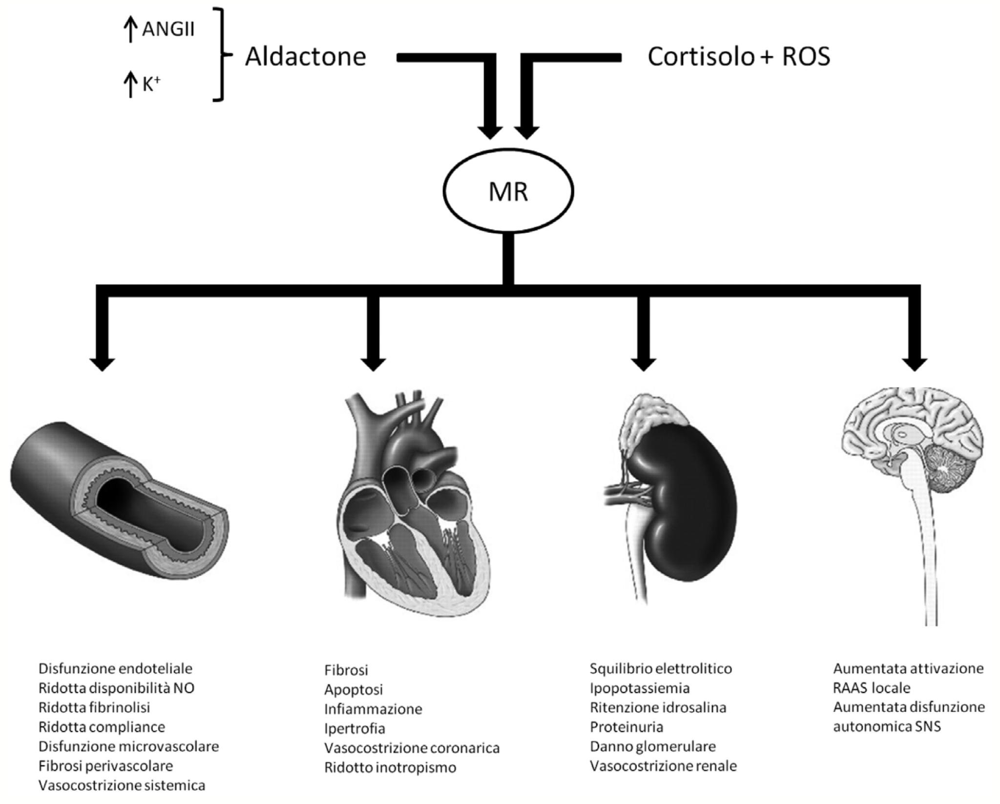 ↑ ANGII
↑ K⁺
Aldactone
Cortisolo + ROS
MR
Disfunzione endoteliale
Ridotta disponibilità NO
Ridotta fibrinolisi
Ridotta compliance
Disfunzione microvascolare
Fibrosi perivascolare
Vasocostrizione sistemica
Fibrosi
Apoptosi
Infiammazione
Ipertrofia
Vasocostrizione coronarica
Ridotto inotropismo
Squilibrio elettrolitico
Ipopotassiemia
Ritenzione idrosalina
Proteinuria
Danno glomerulare
Vasocostrizione renale
Aumentata attivazione
RAAS locale
Aumentata disfunzione
autonomica SNS